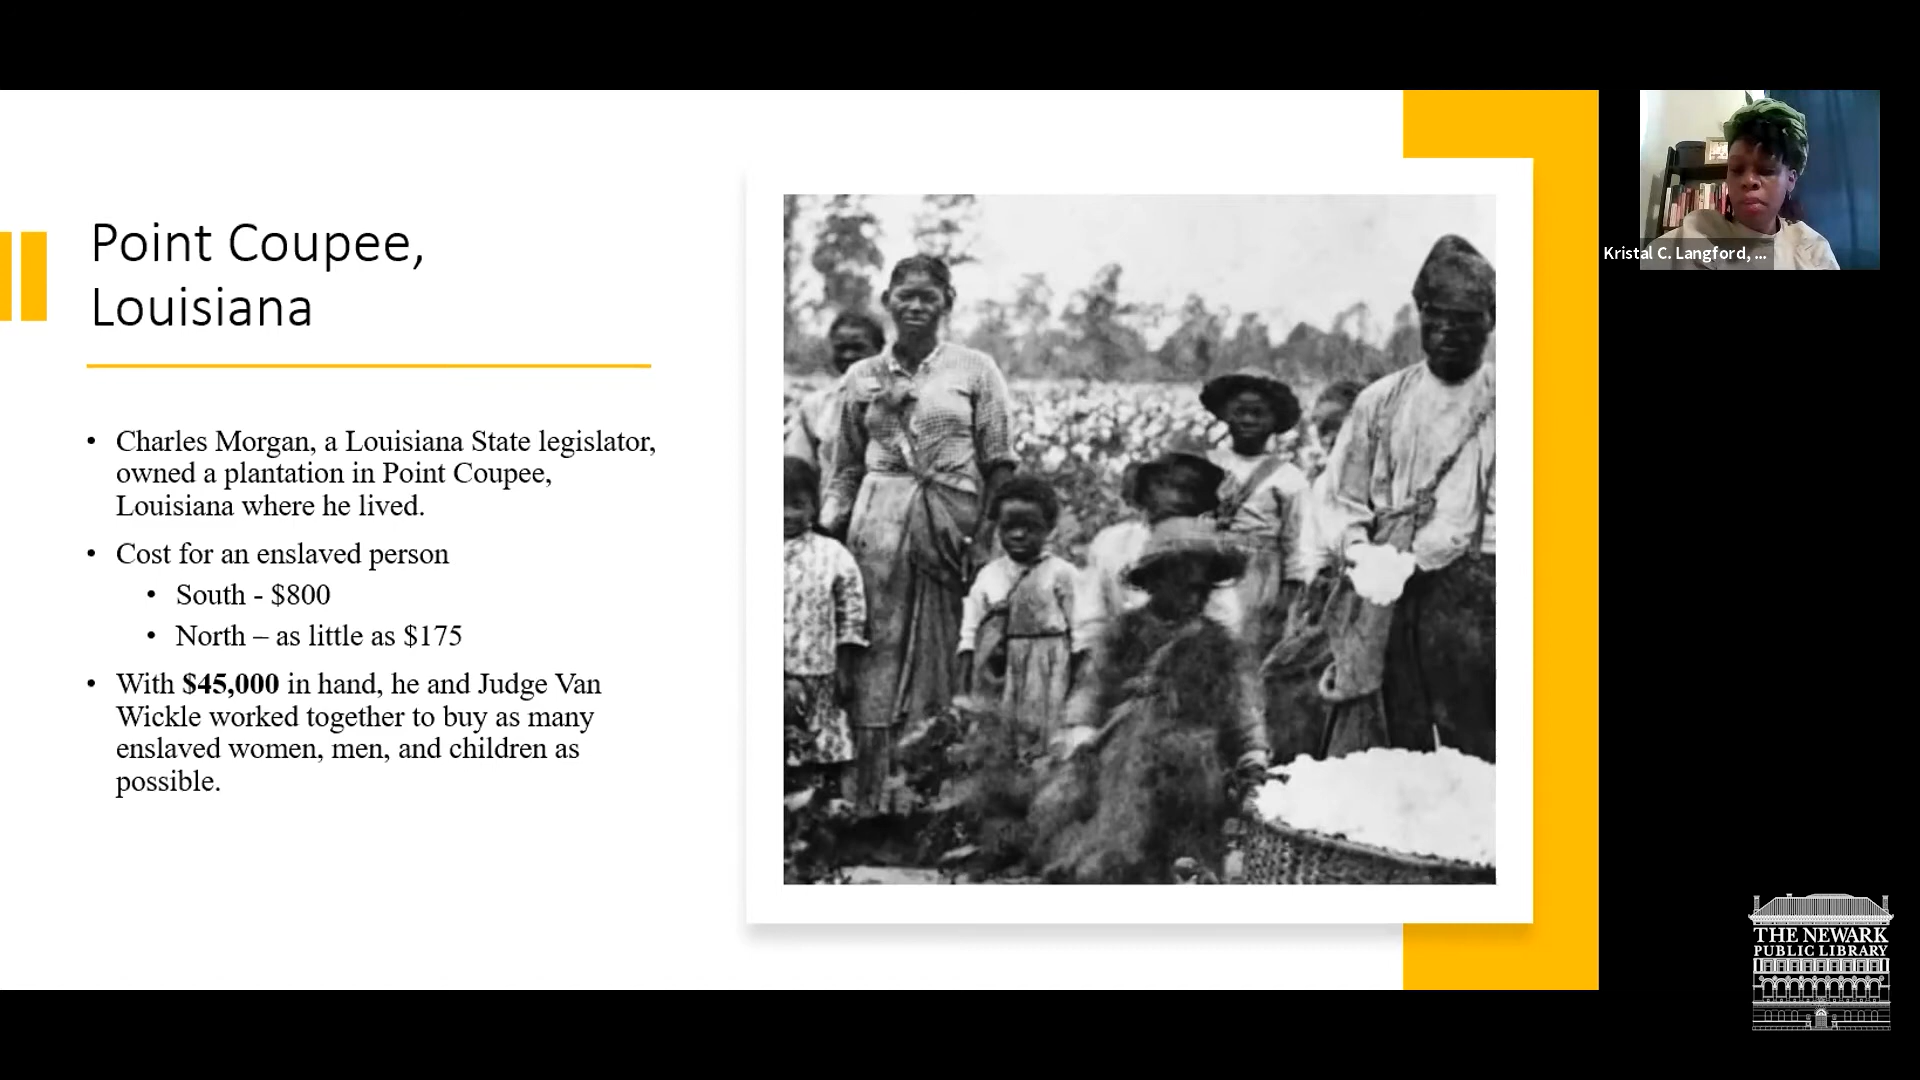 Point Coupee,
Louisiana
• Charles Morgan, a Louisiana State legislator,
owned a plantation in Point Coupee,
Louisiana where he lived.
• Cost for an enslaved person
• South - $800
• North – as little as $175
• With $45,000 in hand, he and Judge Van
Wickle worked together to buy as many
enslaved women, men, and children as
possible.
Kristal C. Langford, ...
THE NEWARK
PUBLIC LIBRARY